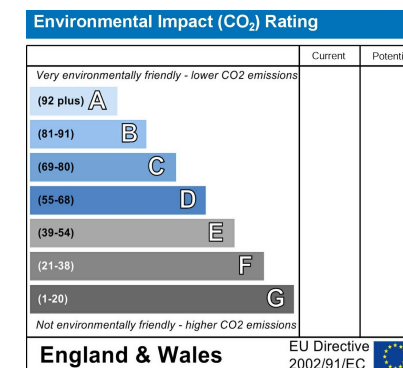 Environmental Impact (CO₂) Rating
Current Potenti
Very environmentally friendly - lower CO2 emissions
(92 plus) A
(81-91) B
(69-80) C
(55-68) D
(39-54) E
(21-38) F
(1-20) G
Not environmentally friendly - higher CO2 emissions
England & Wales
EU Directive
2002/91/EC